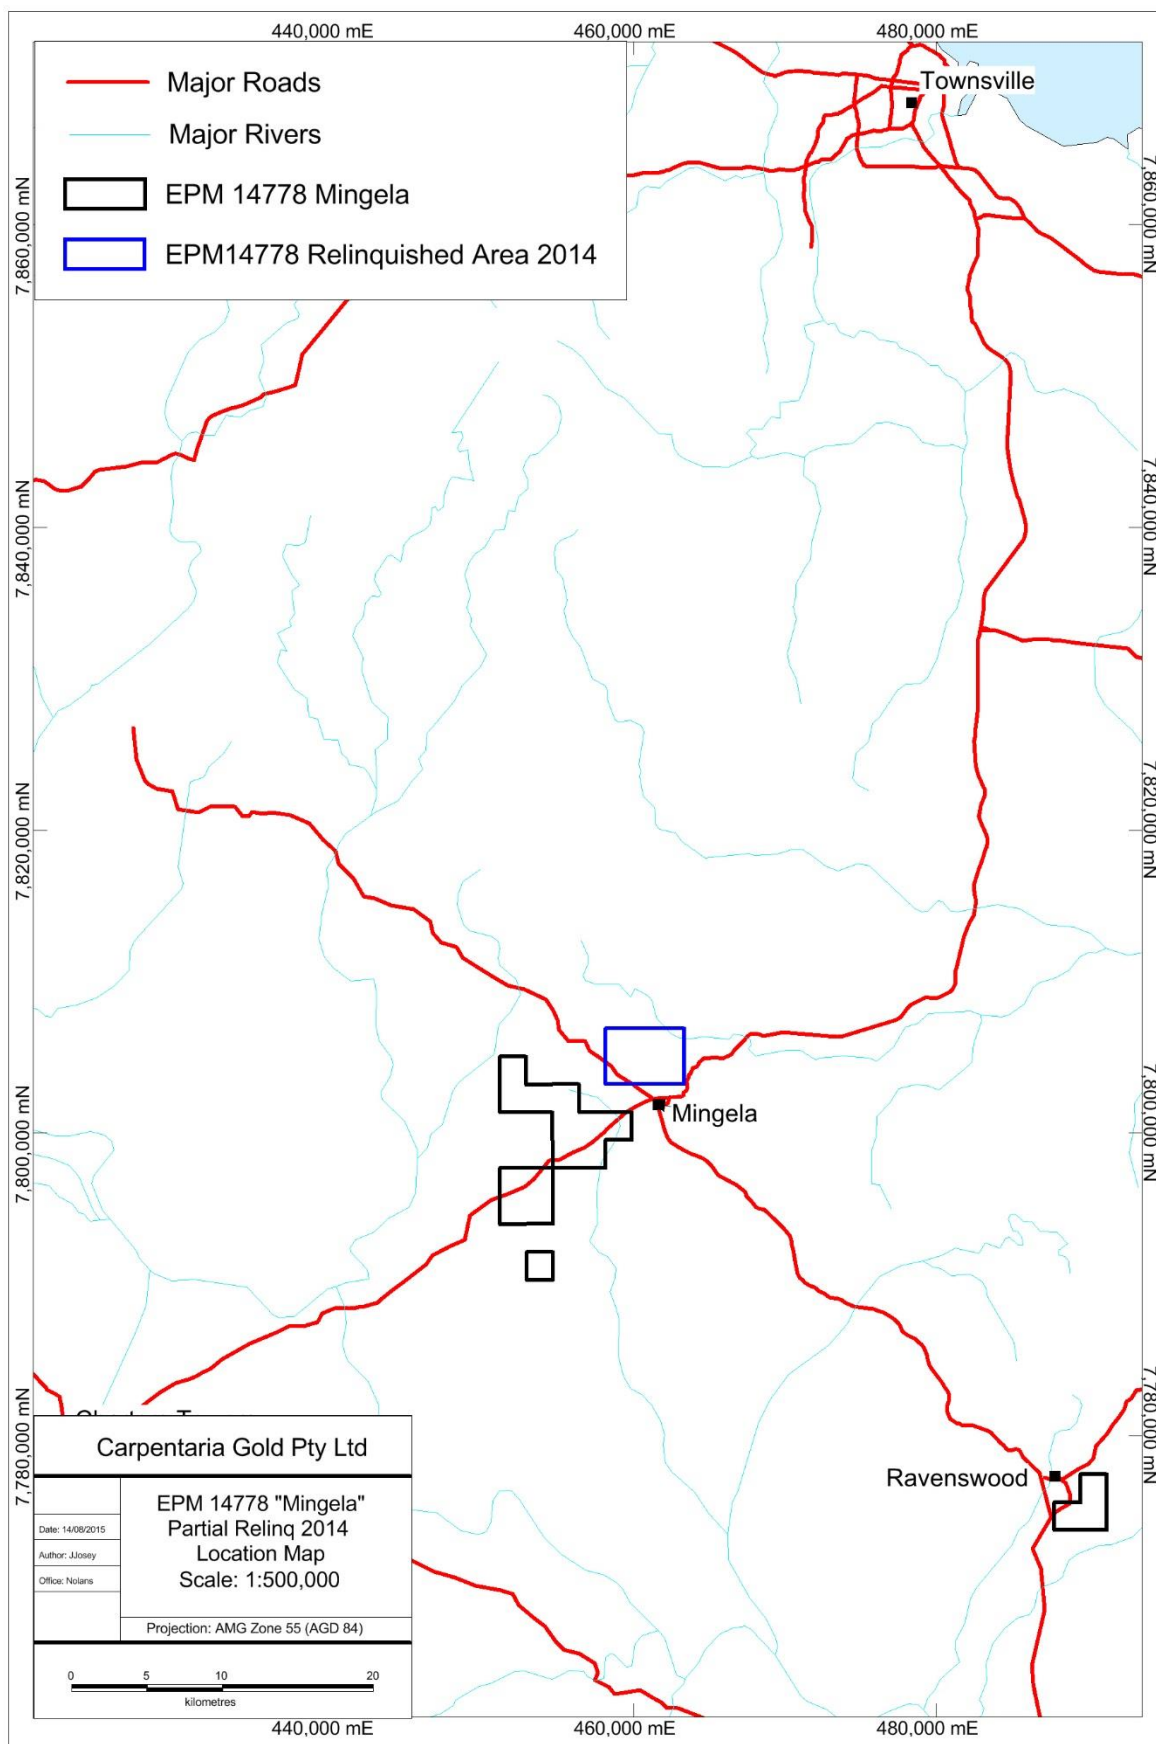 440,000 mE
460,000 mE
480,000 mE
Major Roads
Major Rivers
EPM 14778 Mingela
EPM14778 Relinquished Area 2014
Townsville
7,860,000 mN
7,860,000 mN
7,840,000 mN
7,840,000 mN
7,820,000 mN
7,820,000 mN
7,800,000 mN
7,800,000 mN
Mingela
7,780,000 mN
7,780,000 mN
Ravenswood
Carpentaria Gold Pty Ltd
EPM 14778 "Mingela"
Partial Relinq 2014
Location Map
Scale: 1:500,000
Date: 14/08/2015
Author: JJosey
Office: Nolans
Projection: AMG Zone 55 (AGD 84)
0 5 10 20
kilometres
440,000 mE
460,000 mE
480,000 mE